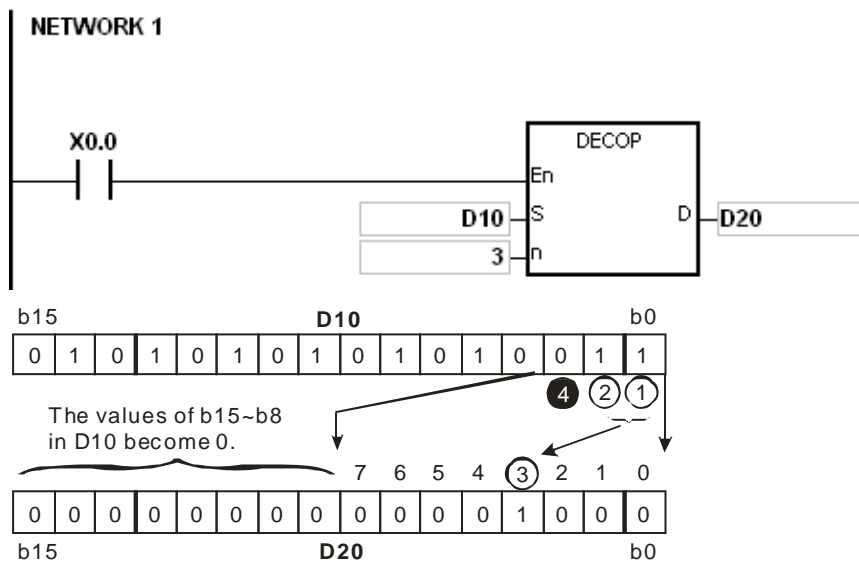 NETWORK 1
X0.0
DECOP
En
D10 S D D20
3 n
b15 D10 b0
0 1 0 1 0 1 0 1 0 1 0 1 0 0 1 1
4 2 1
The values of b15~b8
in D10 become 0.
7 6 5 4 3 2 1 0
0 0 0 0 0 0 0 0 0 0 0 0 1 0 0 0
b15 D20 b0